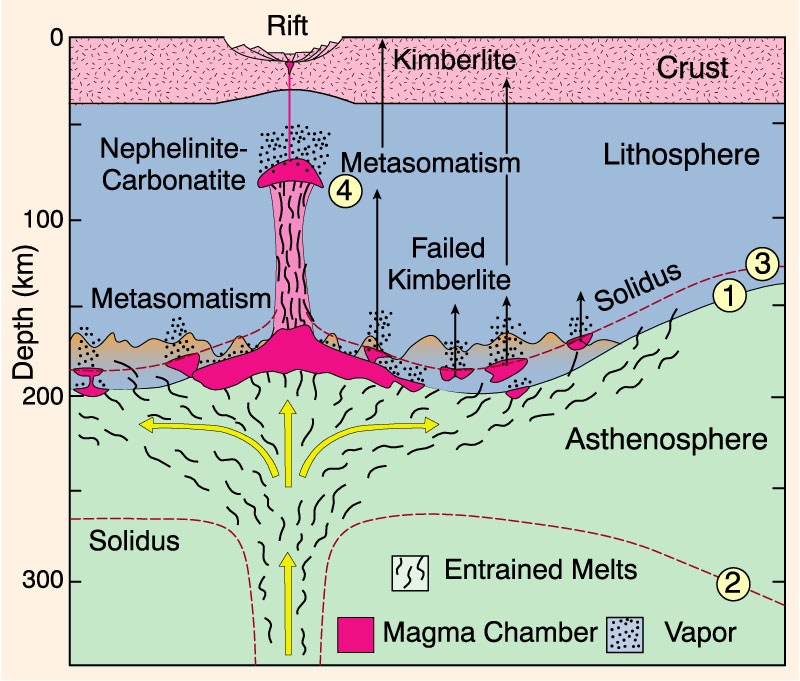 Rift
0
Kimberlite
Crust
Nephelinite-
Carbonatite
Metasomatism
Lithosphere
4
100
Failed
Kimberlite
Solidus
3
1
Metasomatism
Depth (km)
200
Asthenosphere
Solidus
300
Entrained Melts
2
Magma Chamber
Vapor